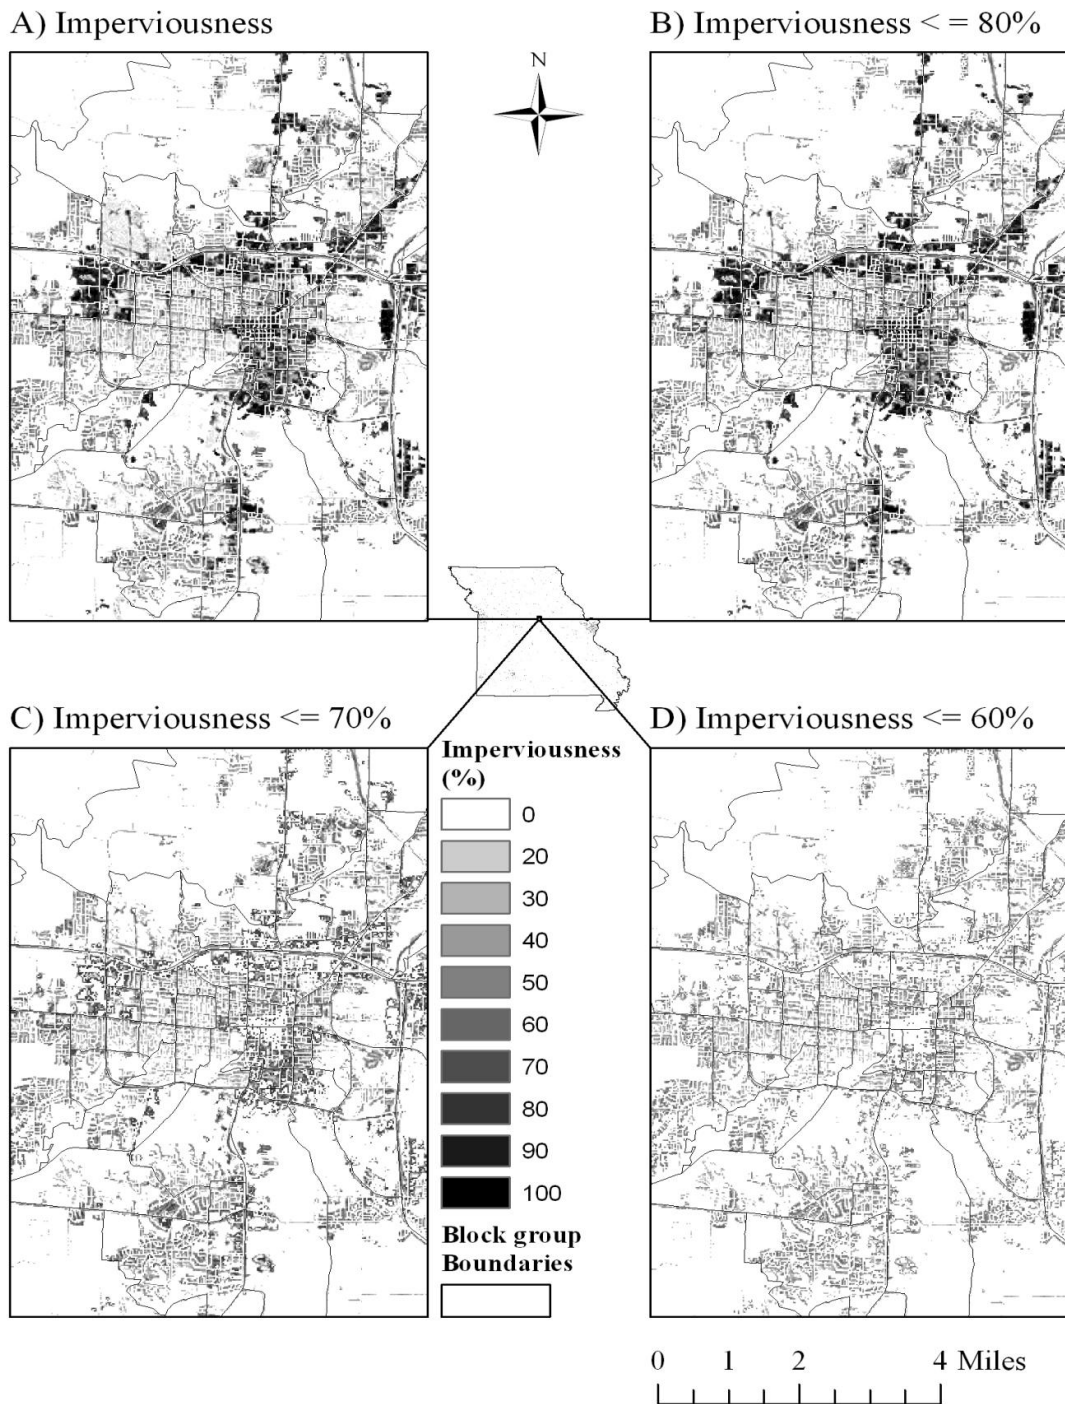 A) Imperviousness
B) Imperviousness < = 80%
N
C) Imperviousness <= 70%
D) Imperviousness <= 60%
Imperviousness
(%)
0
20
30
40
50
60
70
80
90
100
Block group
Boundaries
0 1 2 4 Miles